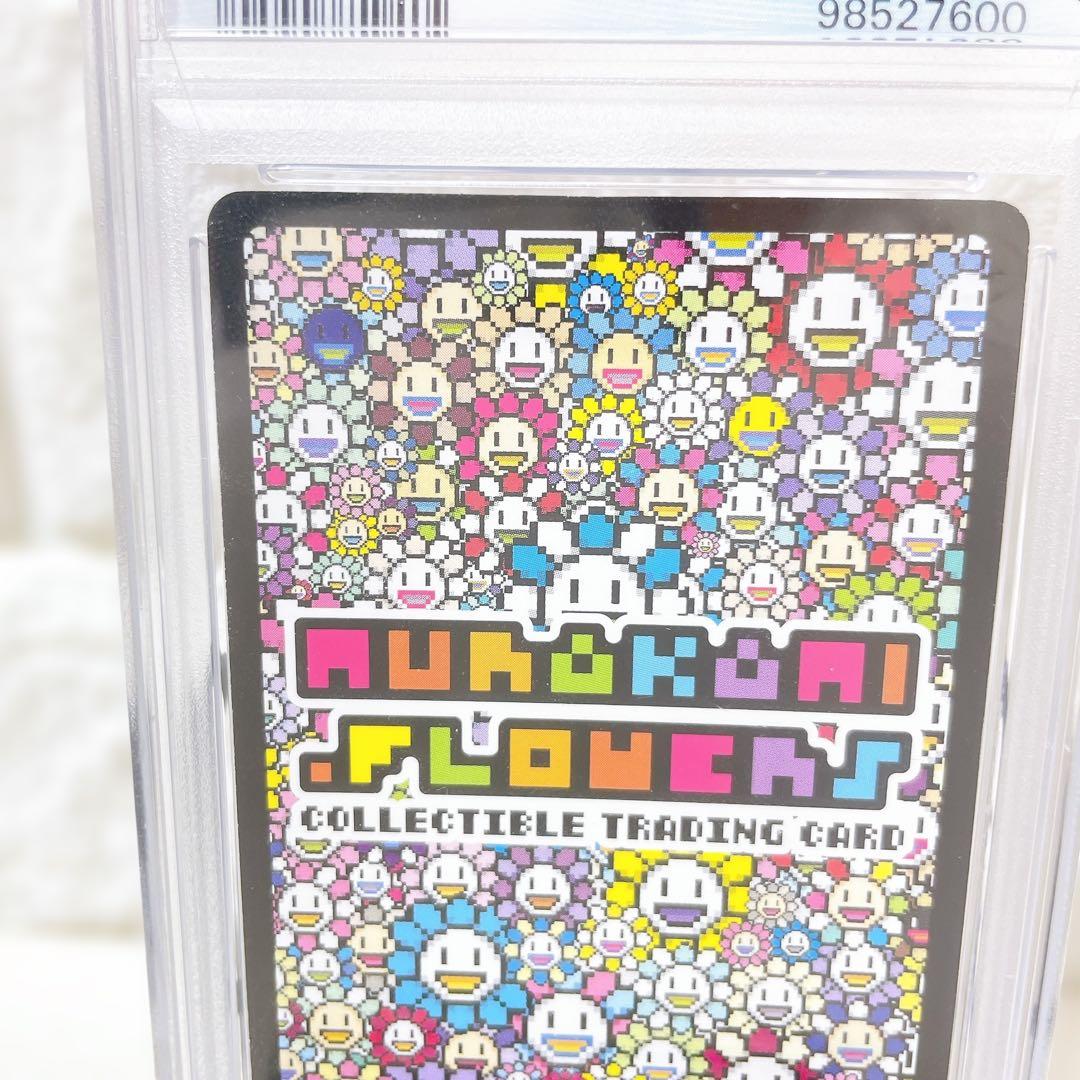 98527600
MURAKAMI
.FLOWERS
COLLECTIBLE TRADING CARD